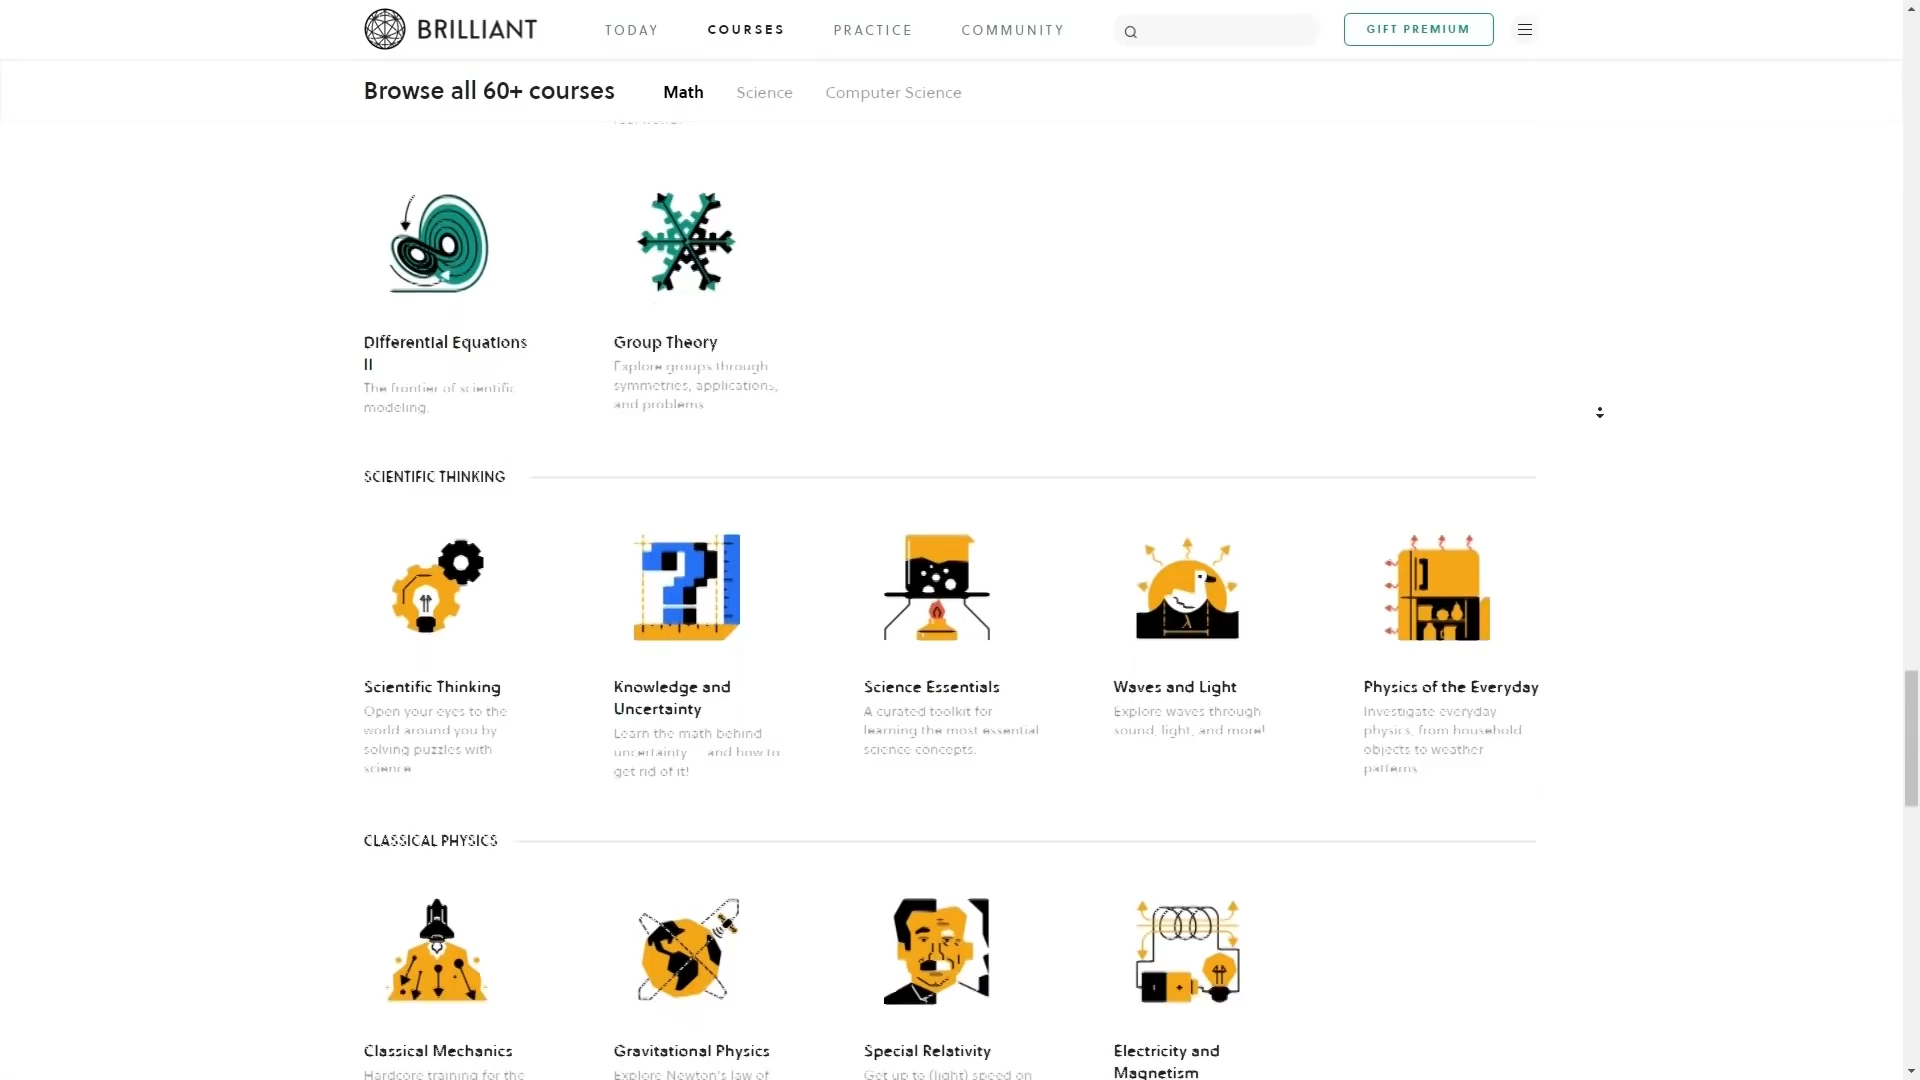 BRILLIANT TODAY COURSES PRACTICE COMMUNITY GIFT PREMIUM
Browse all 60+ courses Math Science Computer Science
Differential Equations
II
The frontier of scientific
modeling.
Group Theory
Explore groups through
symmetries, applications,
and problems
SCIENTIFIC THINKING
Scientific Thinking
Open your eyes to the
world around you by
solving puzzles with
science
Knowledge and
Uncertainty
Learn the math behind
uncertainty and how to
get rid of it!
Science Essentials
A curated toolkit for
learning the most essential
science concepts.
Waves and Light
Explore waves through
sound, light, and more!
Physics of the Everyday
Investigate everyday
physics, from household
objects to weather
patterns
CLASSICAL PHYSICS
Classical Mechanics
Hardcore training for the
Gravitational Physics
Explore Newton's law of
Special Relativity
Get up to (light) speed on
Electricity and
Magnetism